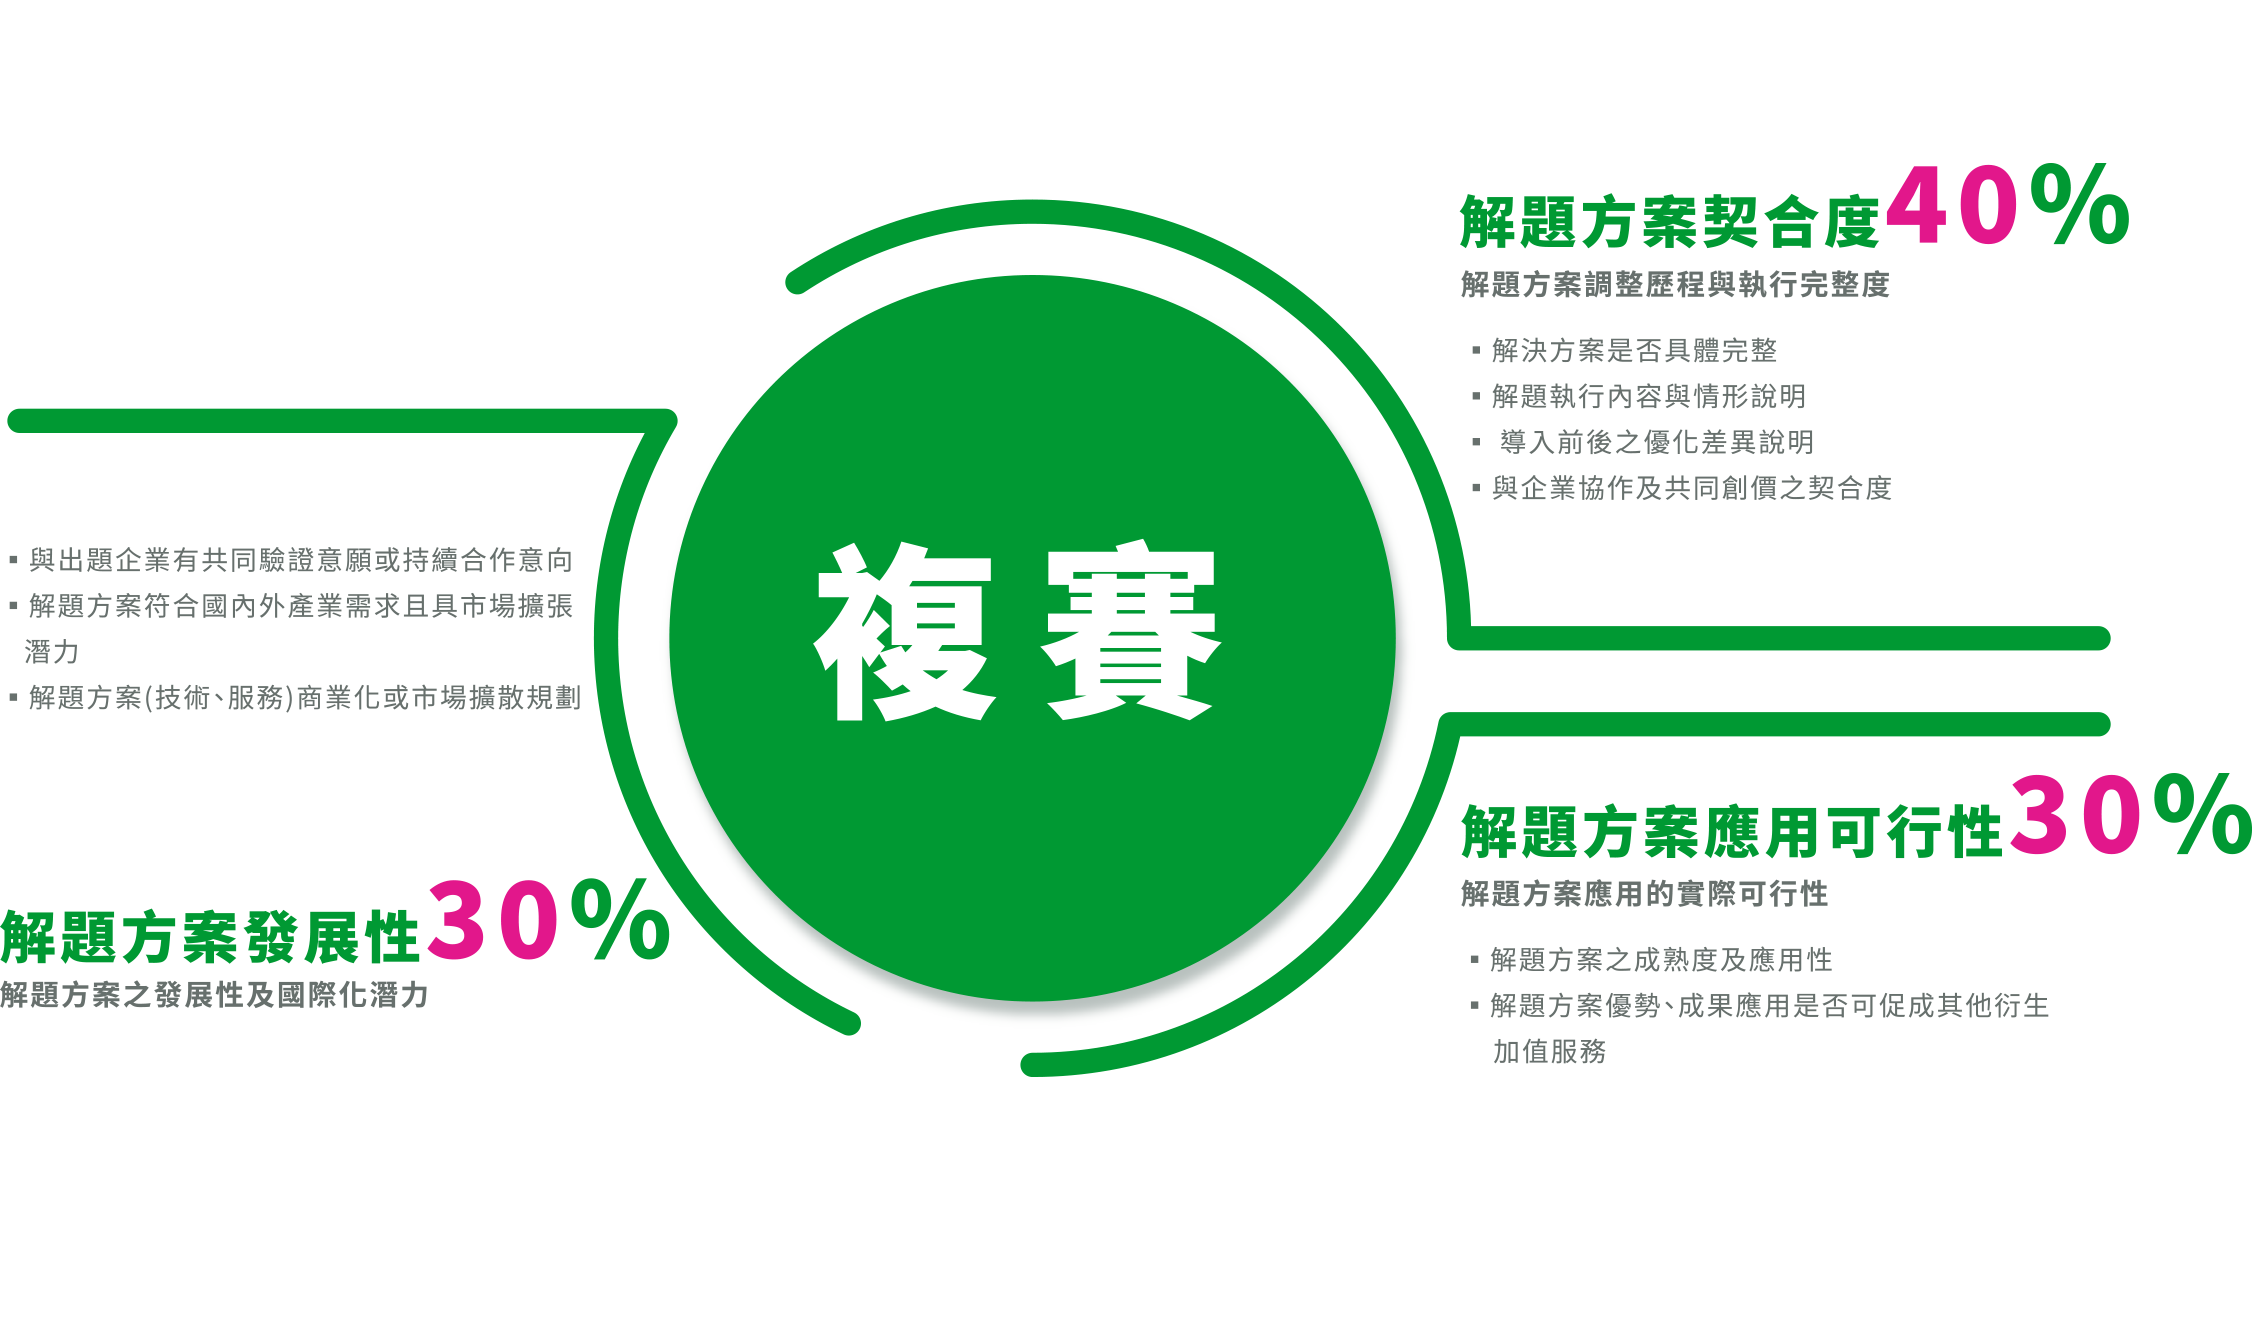 複賽
解題方案契合度40%
解題方案調整歷程與執行完整度
▪ 解決方案是否具體完整
▪ 解題執行內容與情形說明
▪ 導入前後之優化差異說明
▪ 與企業協作及共同創價之契合度
解題方案應用可行性30%
解題方案應用的實際可行性
▪ 解題方案之成熟度及應用性
▪ 解題方案優勢、成果應用是否可促成其他衍生
加值服務
▪ 與出題企業有共同驗證意願或持續合作意向
▪ 解題方案符合國內外產業需求且具市場擴張
潛力
▪ 解題方案(技術、服務)商業化或市場擴散規劃
解題方案發展性30%
解題方案之發展性及國際化潛力